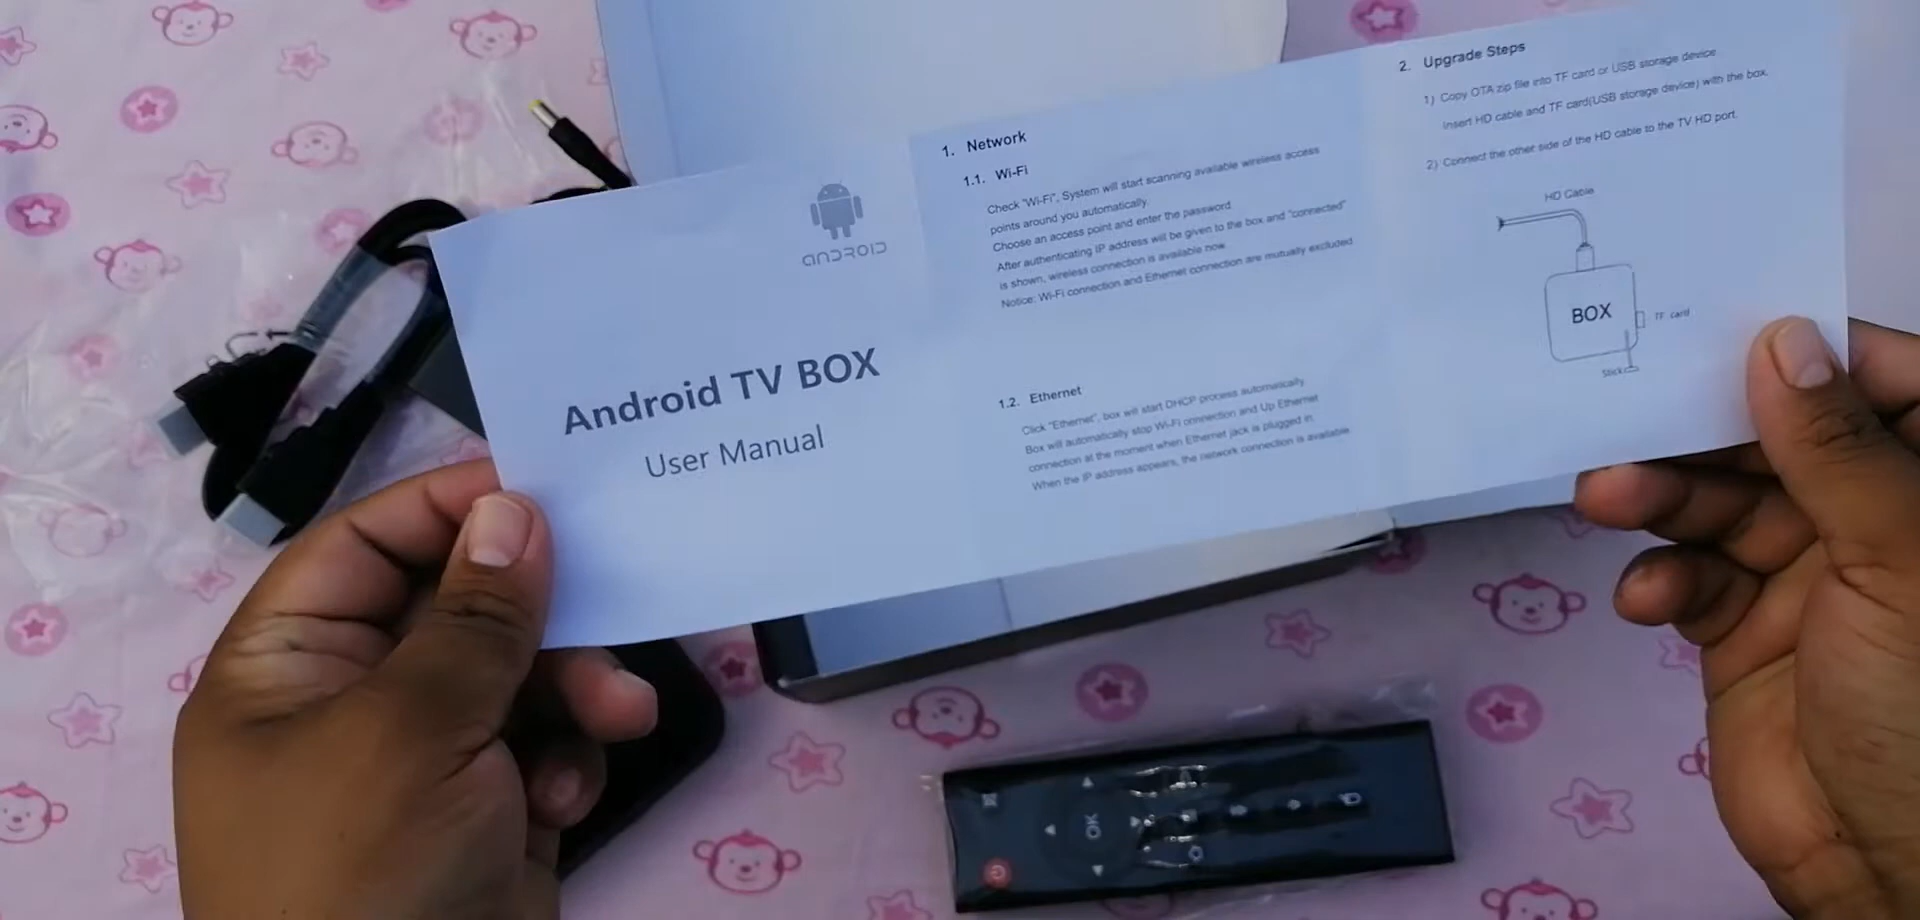 ANDROID
Android TV BOX
User Manual
1. Network
1.1. Wi-Fi
Check "Wi-Fi", System will start scanning available wireless access
points around you automatically.
Choose an access point and enter the password.
After authenticating IP address will be given to the box and "connected"
is shown, wireless connection is available now.
Notice: Wi-Fi connection and Ethernet connection are mutually excluded
1.2. Ethernet
Click "Ethernet", box will start DHCP process automatically.
Box will automatically stop Wi-Fi onnection and Up Ethernet
connection at the moment when Ethernet jack is plugged in.
When the IP address appears, the network connection is available.
2. Upgrade Steps
1) Copy OTA zip file into TF card or USB storage device
Insert HD cable and TF card(USB storage device) with the box.
2) Connect the other side of the HD cable to the TV HD port.
HD Cable
BOX
TF card
Stick
OK